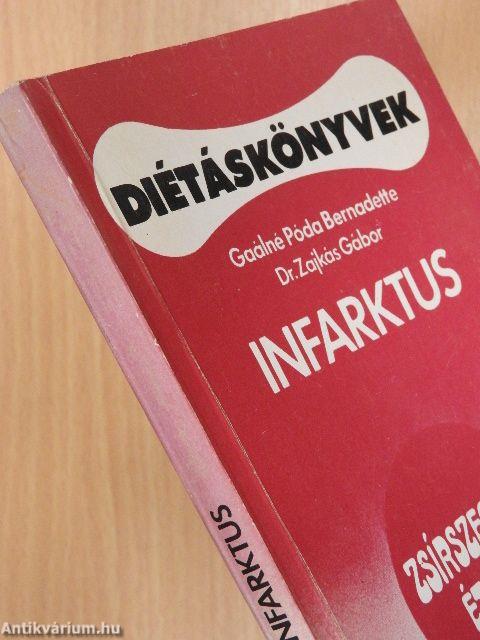 DIÉTÁSKÖNYVEK
Gaálné Póda Bernadette
Dr. Zajkás Gábor
INFARKTUS
INFARKTUS
Antikvárium.hu